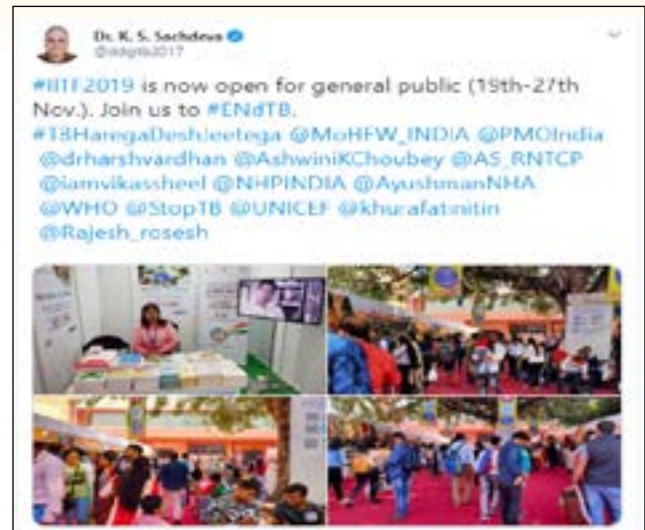 Dr. K. S. Sachdeva
@ddgtb2017
#IITF2019 is now open for general public (19th-27th
Nov.). Join us to #ENdTB.
#TBHaregaDeshJeetega @MoHFW_INDIA @PMOIndia
@drharshvardhan @AshwiniKChoubey @AS_RNTCP
@iamvikassheel @NHPINDIA @AyushmanNHA
@WHO @StopTB @UNICEF @khurafatinitin
@Rajesh_rosesh